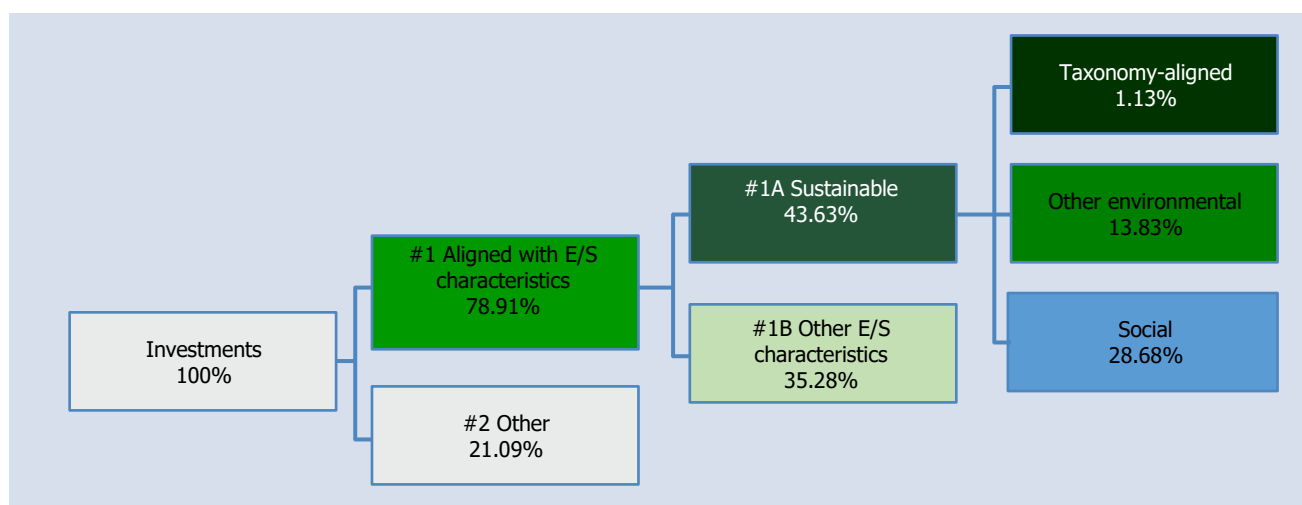 Investments
100%
#1 Aligned with E/S
characteristics
78.91%
#2 Other
21.09%
#1A Sustainable
43.63%
#1B Other E/S
characteristics
35.28%
Taxonomy-aligned
1.13%
Other environmental
13.83%
Social
28.68%